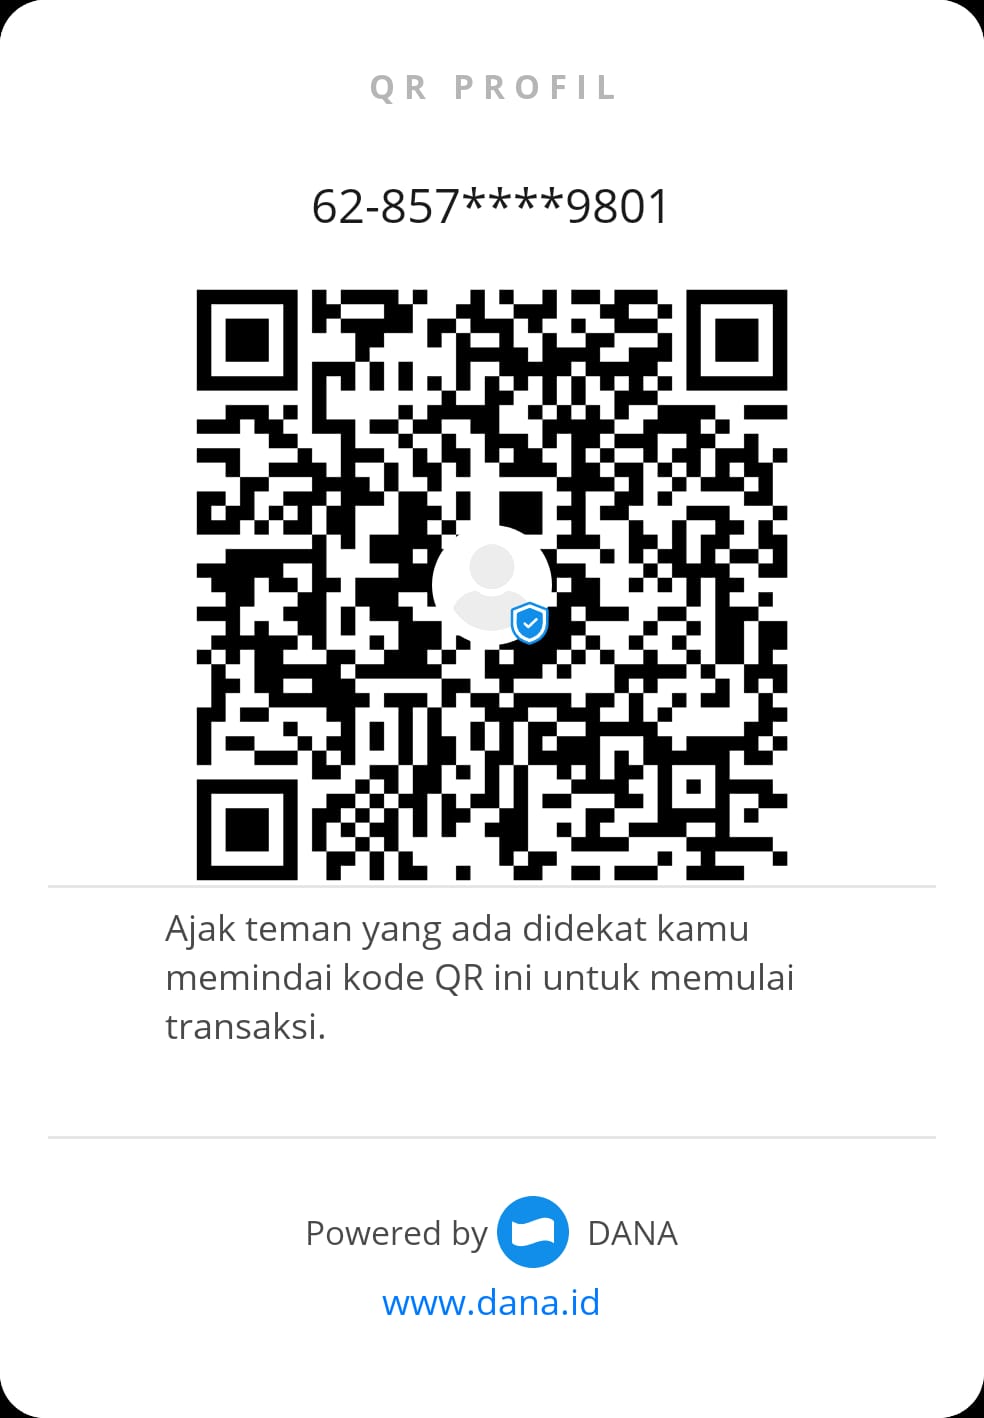 QR PROFIL
62-857****9801
Ajak teman yang ada didekat kamu
memindai kode QR ini untuk memulai
transaksi.
Powered by DANA
www.dana.id